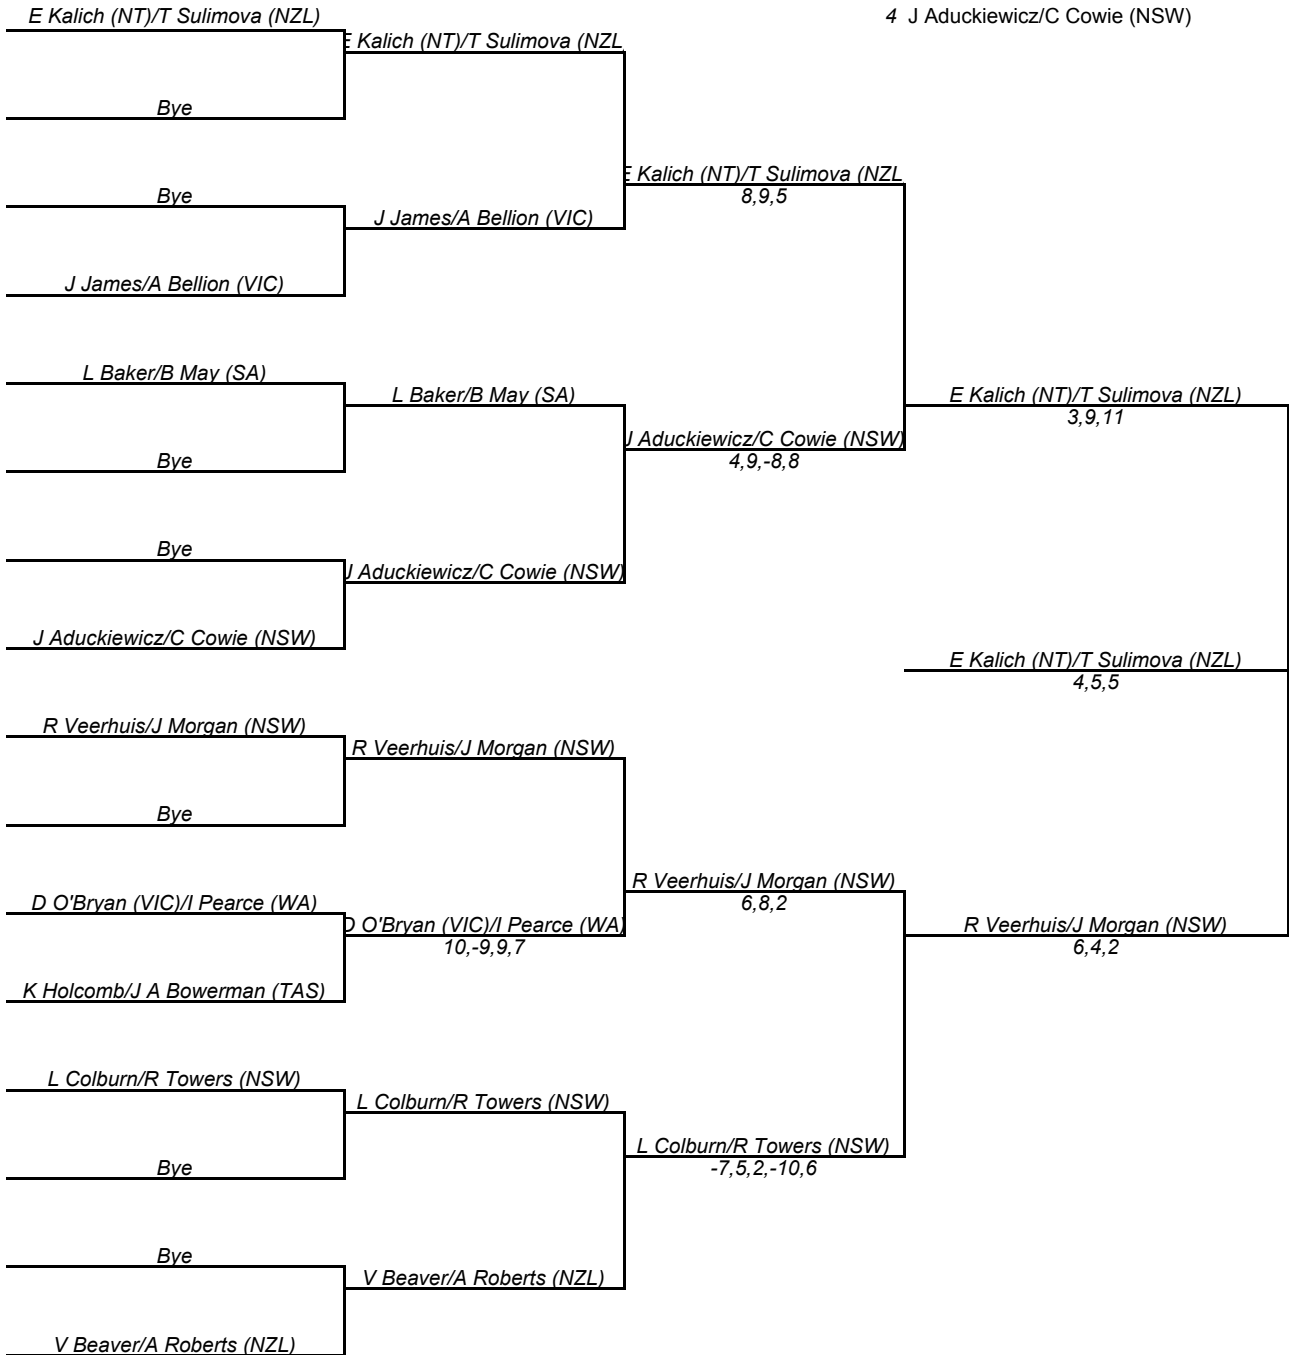 E Kalich (NT)/T Sulimova (NZL)
4 J Aduckiewicz/C Cowie (NSW)
E Kalich (NT)/T Sulimova (NZL
Bye
E Kalich (NT)/T Sulimova (NZL
8,9,5
Bye
J James/A Bellion (VIC)
J James/A Bellion (VIC)
L Baker/B May (SA)
L Baker/B May (SA)
E Kalich (NT)/T Sulimova (NZL)
3,9,11
J Aduckiewicz/C Cowie (NSW)
4,9,-8,8
Bye
Bye
J Aduckiewicz/C Cowie (NSW)
J Aduckiewicz/C Cowie (NSW)
E Kalich (NT)/T Sulimova (NZL)
4,5,5
R Veerhuis/J Morgan (NSW)
R Veerhuis/J Morgan (NSW)
Bye
R Veerhuis/J Morgan (NSW)
6,8,2
D O'Bryan (VIC)/I Pearce (WA)
D O'Bryan (VIC)/I Pearce (WA)
10,-9,9,7
R Veerhuis/J Morgan (NSW)
6,4,2
K Holcomb/J A Bowerman (TAS)
L Colburn/R Towers (NSW)
L Colburn/R Towers (NSW)
L Colburn/R Towers (NSW)
-7,5,2,-10,6
Bye
Bye
V Beaver/A Roberts (NZL)
V Beaver/A Roberts (NZL)